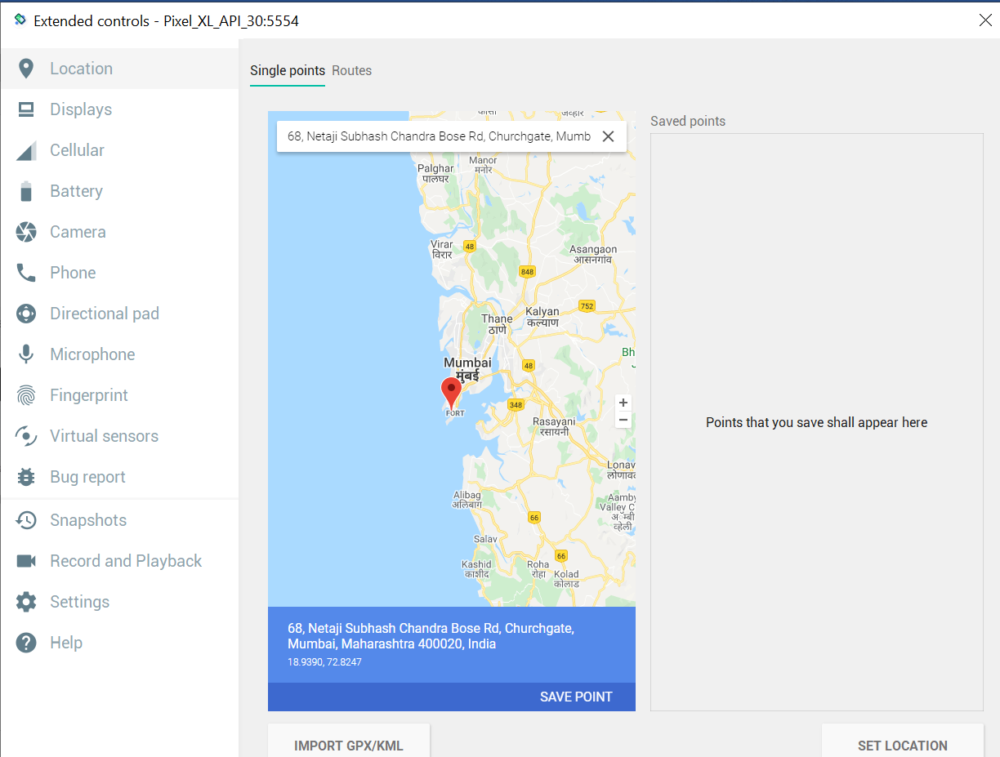 Extended controls - Pixel_XL_API_30:5554
Location
Displays
Cellular
Battery
Camera
Phone
Directional pad
Microphone
Fingerprint
Virtual sensors
Bug report
Snapshots
Record and Playback
Settings
Help
Single points Routes
68, Netaji Subhash Chandra Bose Rd, Churchgate, Mumb
Manor
मनोर
Palghar
पालघर
Virar
विरार
48
Asangaon
आसनगांव
848
752
Thane
ठाणे
Kalyan
कल्याण
Bh
Mumbai
मुंबई
48
FORT
348
Rasayani
रसायनी
+
−
Lonav
लोणाव
Alibag
अलिबाग
Aamby
Valley C
66
Salav
66
Kashid
काशीद
Roha
रोहा
Kolad
कोलाड
68, Netaji Subhash Chandra Bose Rd, Churchgate,
Mumbai, Maharashtra 400020, India
18.9390, 72.8247
SAVE POINT
IMPORT GPX/KML
Saved points
Points that you save shall appear here
SET LOCATION